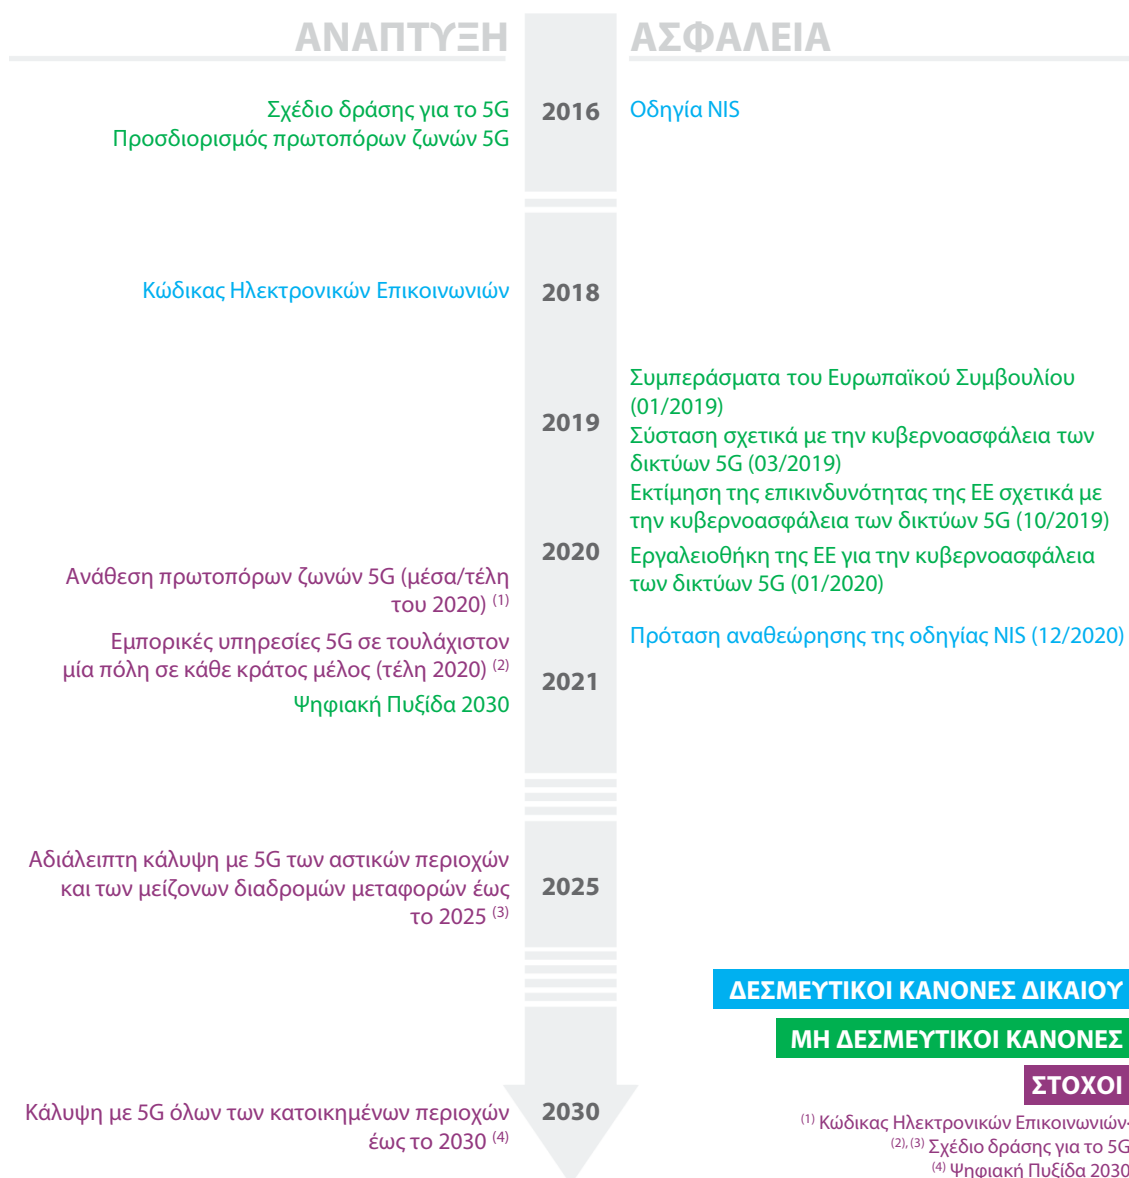 ΑΝΑΠΤΥΞΗ
ΑΣΦΑΛΕΙΑ
Σχέδιο δράσης για το 5G
Προσδιορισμός πρωτοπόρων ζωνών 5G
2016
Οδηγία NIS
Κώδικας Ηλεκτρονικών Επικοινωνιών
2018
2019
Συμπεράσματα του Ευρωπαϊκού Συμβουλίου
(01/2019)
Σύσταση σχετικά με την κυβερνοασφάλεια των
δικτύων 5G (03/2019)
Εκτίμηση της επικινδυνότητας της ΕΕ σχετικά με
την κυβερνοασφάλεια των δικτύων 5G (10/2019)
2020
Εργαλειοθήκη της ΕΕ για την κυβερνοασφάλεια
των δικτύων 5G (01/2020)
Ανάθεση πρωτοπόρων ζωνών 5G (μέσα/τέλη
του 2020) (1)
Πρόταση αναθεώρησης της οδηγίας NIS (12/2020)
Εμπορικές υπηρεσίες 5G σε τουλάχιστον
μία πόλη σε κάθε κράτος μέλος (τέλη 2020) (2)
2021
Ψηφιακή Πυξίδα 2030
Αδιάλειπτη κάλυψη με 5G των αστικών περιοχών
και των μείζονων διαδρομών μεταφορών έως
το 2025 (3)
2025
ΔΕΣΜΕΥΤΙΚΟΙ ΚΑΝΟΝΕΣ ΔΙΚΑΙΟΥ
ΜΗ ΔΕΣΜΕΥΤΙΚΟΙ ΚΑΝΟΝΕΣ
ΣΤΟΧΟΙ
Κάλυψη με 5G όλων των κατοικημένων περιοχών
έως το 2030 (4)
2030
(1) Κώδικας Ηλεκτρονικών Επικοινωνιών·
(2), (3) Σχέδιο δράσης για το 5G
(4) Ψηφιακή Πυξίδα 2030